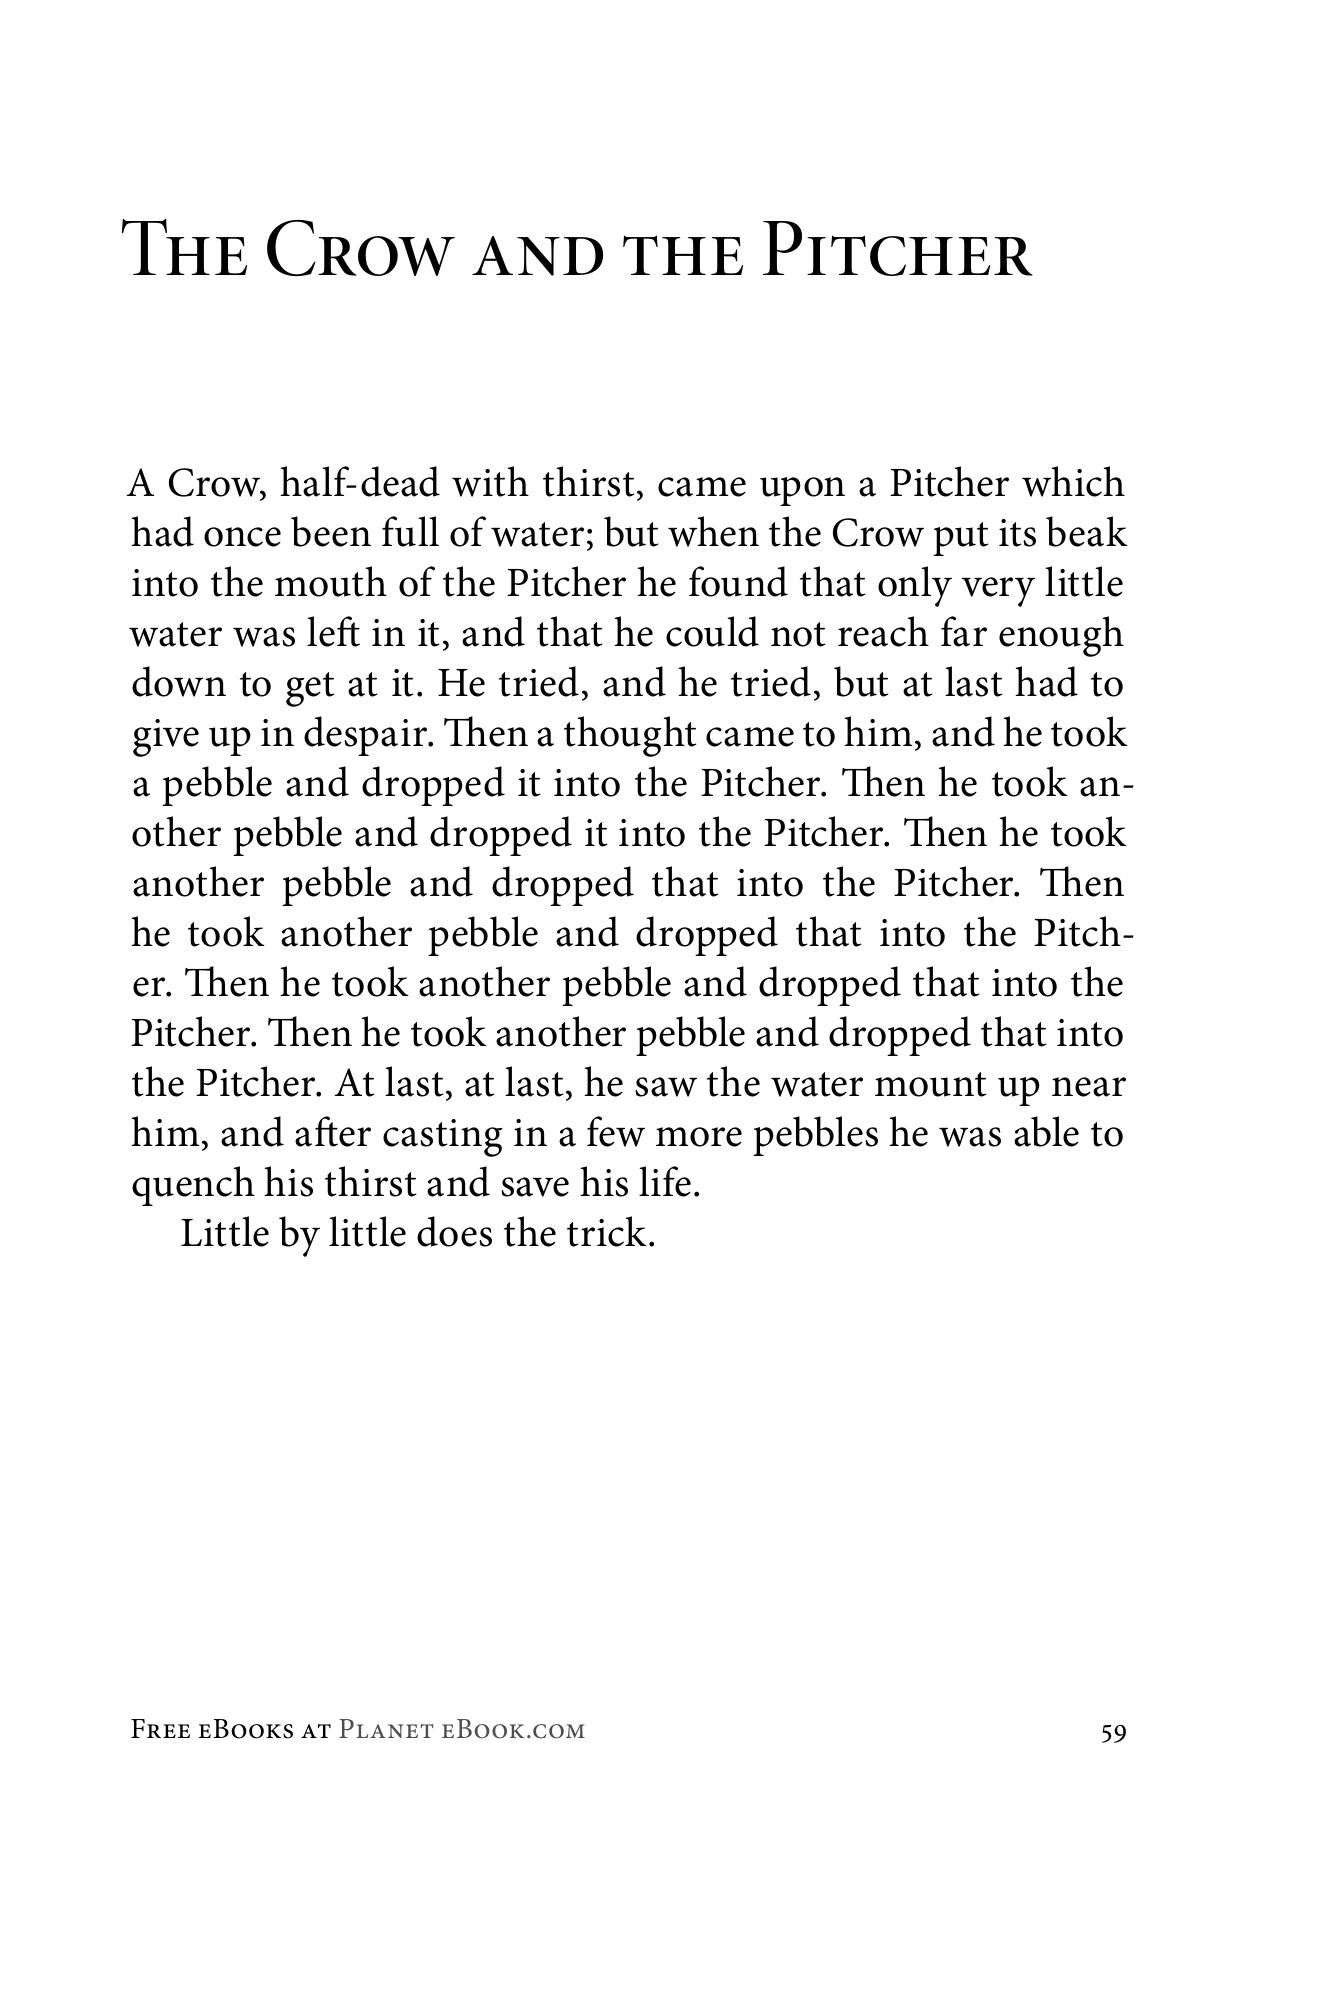 The Crow and the Pitcher
A Crow, half-dead with thirst, came upon a Pitcher which
had once been full of water; but when the Crow put its beak
into the mouth of the Pitcher he found that only very little
water was left in it, and that he could not reach far enough
down to get at it. He tried, and he tried, but at last had to
give up in despair. Then a thought came to him, and he took
a pebble and dropped it into the Pitcher. Then he took an-
other pebble and dropped it into the Pitcher. Then he took
another pebble and dropped that into the Pitcher. Then
he took another pebble and dropped that into the Pitch-
er. Then he took another pebble and dropped that into the
Pitcher. Then he took another pebble and dropped that into
the Pitcher. At last, at last, he saw the water mount up near
him, and after casting in a few more pebbles he was able to
quench his thirst and save his life.
Little by little does the trick.
Free eBooks at Planet eBook.com 59